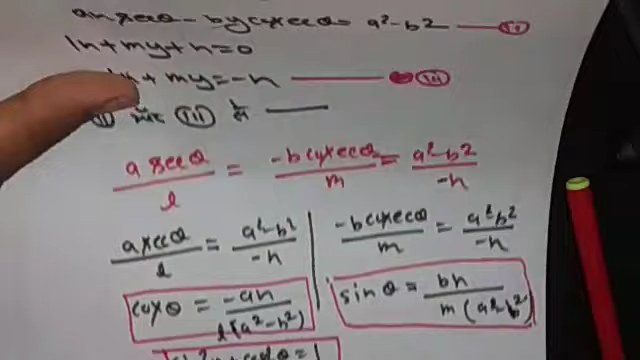 ax secθ - by cosecθ = a² - b² —— (ii)
lx + my + n = 0
lx + my = -n —— (iii)
(ii) और (iii) से ——
a secθ / l = -b cosecθ / m = a² - b² / -n
a secθ / l = a² - b² / -n | -b cosecθ / m = a² - b² / -n
cosθ = -an / l(a² - b²) | sinθ = bn / m(a² - b²)